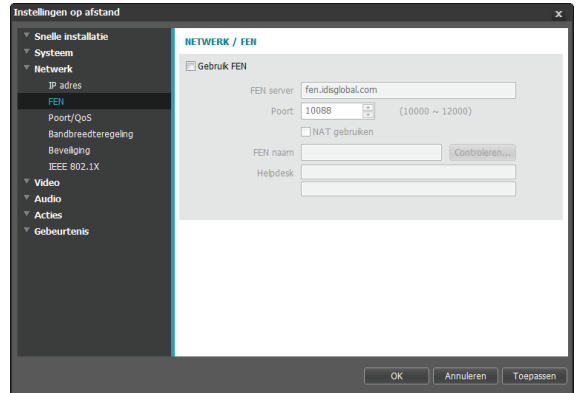 Instellingen op afstand
x
Snelle installatie
Systeem
Netwerk
IP adres
FEN
Poort/QoS
Bandbreedteregeling
Beveiliging
IEEE 802.1X
Video
Audio
Acties
Gebeurtenis
NETWERK / FEN
Gebruik FEN
FEN server fen.idisglobal.com
Poort 10088 (10000 ~ 12000)
NAT gebruiken
FEN naam Controleren...
Helpdesk
OK Annuleren Toepassen